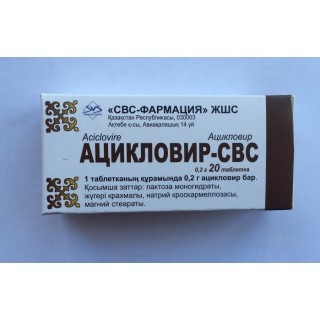 SVS
«СВС-ФАРМАЦИЯ» ЖШС
Қазақстан Республикасы, 030003
Ақтөбе қ-сы, Авиақалашық 14 үй
Aciclovire Ацикловир
АЦИКЛОВИР-СВС
0,2 г 20 таблетка
1 таблетканың құрамында 0,2 г ацикловир бар.
Қосымша заттар: лактоза моногидраты,
жүгері крахмалы, натрий кроскармеллозасы,
магний стеараты.